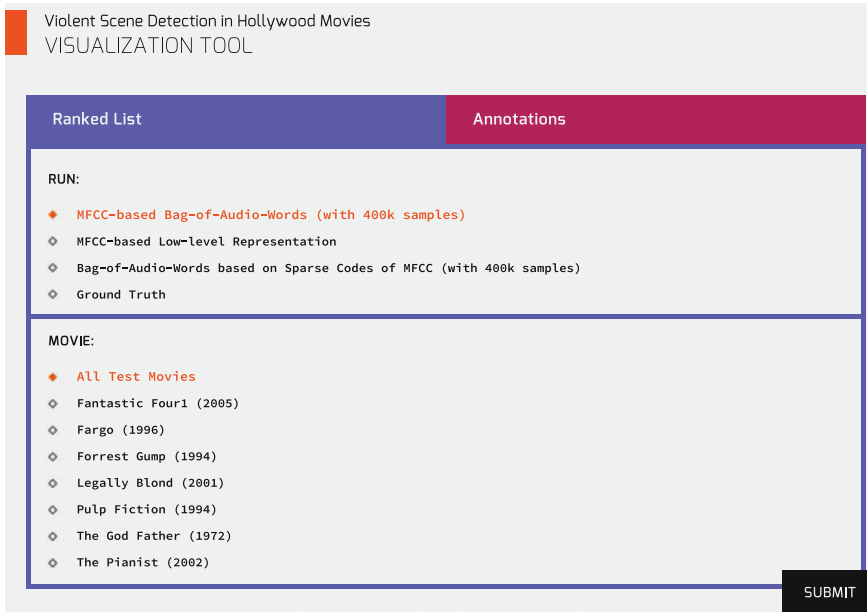 Violent Scene Detection in Hollywood Movies
VISUALIZATION TOOL
Ranked List
Annotations
RUN:
MFCC-based Bag-of-Audio-Words (with 400k samples)
MFCC-based Low-level Representation
Bag-of-Audio-Words based on Sparse Codes of MFCC (with 400k samples)
Ground Truth
MOVIE:
All Test Movies
Fantastic Four1 (2005)
Fargo (1996)
Forrest Gump (1994)
Legally Blond (2001)
Pulp Fiction (1994)
The God Father (1972)
The Pianist (2002)
SUBMIT